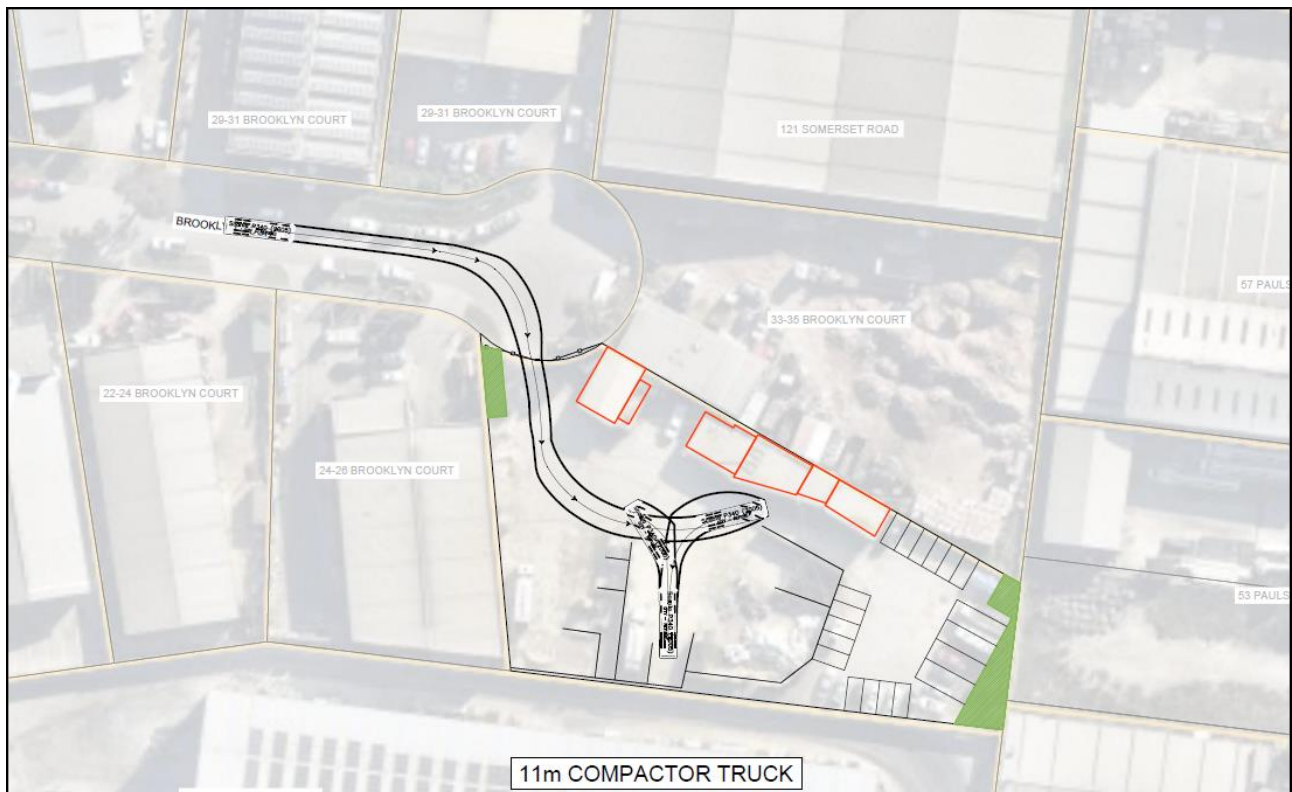 29-31 BROOKLYN COURT
29-31 BROOKLYN COURT
121 SOMERSET ROAD
BROOKL
57 PAULS
33-35 BROOKLYN COURT
22-24 BROOKLYN COURT
24-26 BROOKLYN COURT
53 PAULS
11m COMPACTOR TRUCK